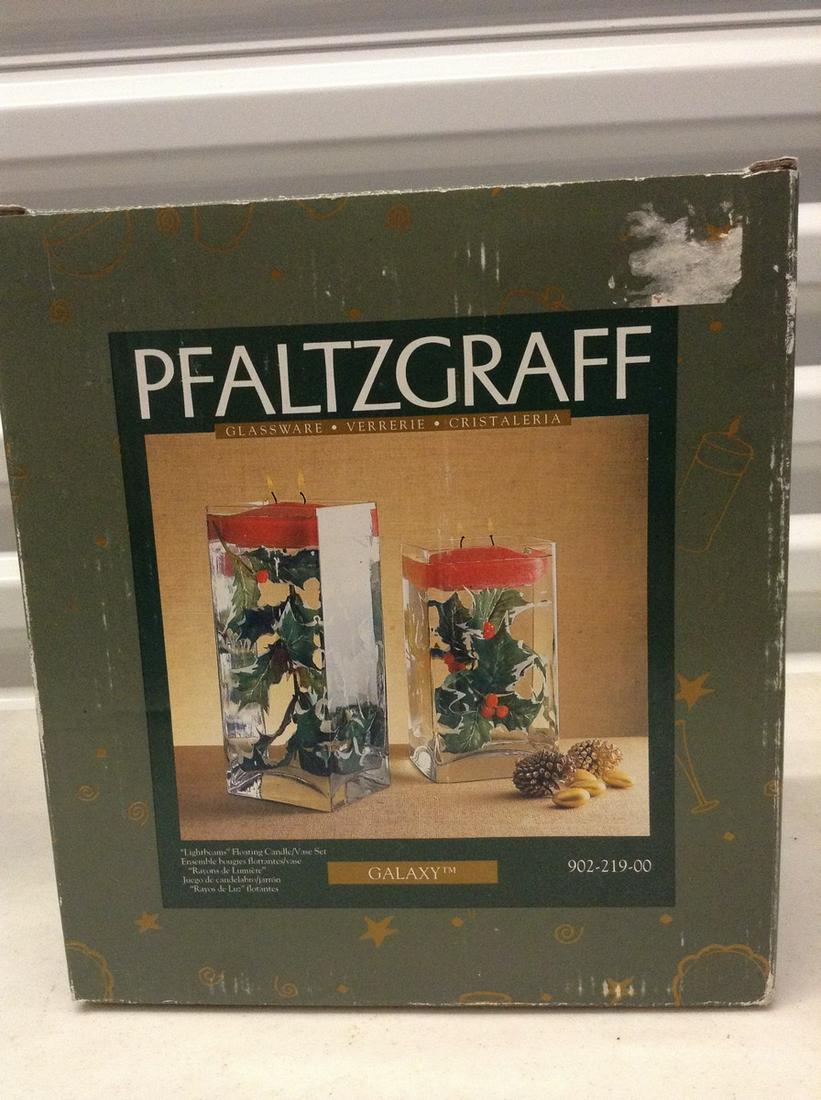 PFALTZGRAFF
GLASSWARE • VERRERIE • CRISTALERIA
"Lightbeams" Floating Candle/Vase Set
Ensemble bougies flottantes/vase
"Rayons de Lumière"
Juego de candelabro/jarrón
"Rayos de Luz" flotantes
GALAXY™
902-219-00